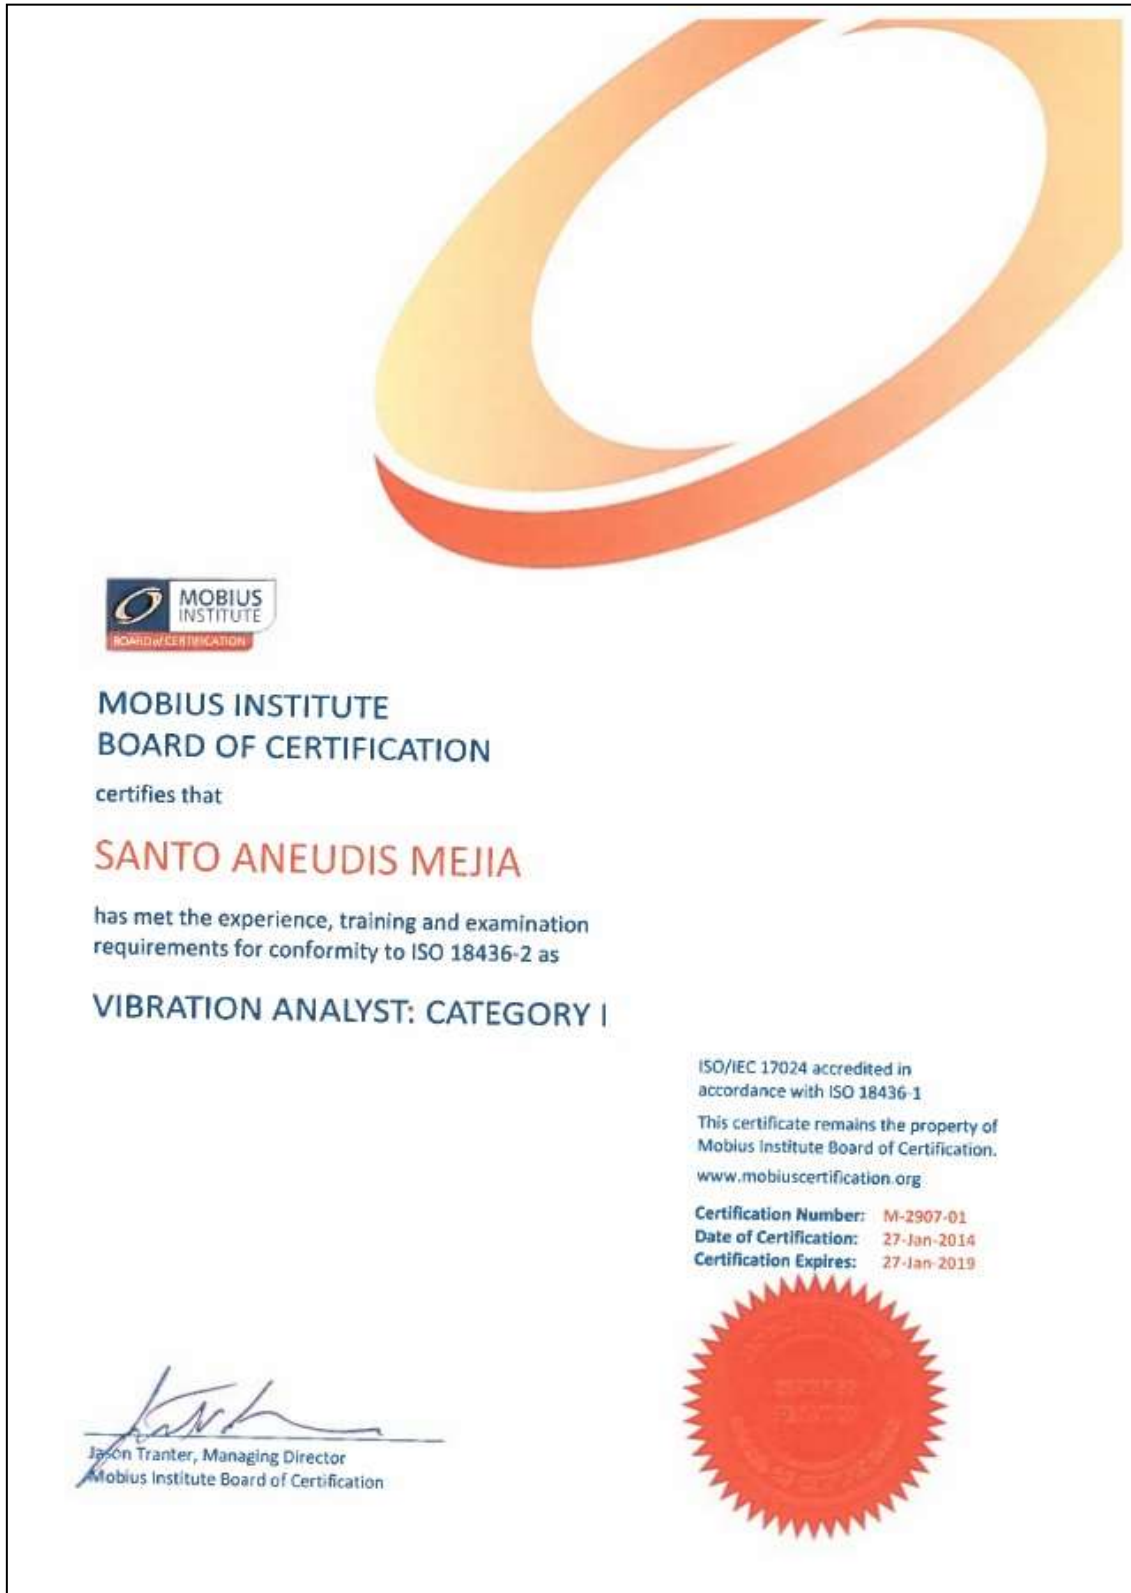 MOBIUS
INSTITUTE
BOARD of CERTIFICATION
MOBIUS INSTITUTE
BOARD OF CERTIFICATION
certifies that
SANTO ANEUDIS MEJIA
has met the experience, training and examination
requirements for conformity to ISO 18436-2 as
VIBRATION ANALYST: CATEGORY I
ISO/IEC 17024 accredited in
accordance with ISO 18436-1
This certificate remains the property of
Mobius Institute Board of Certification.
www.mobiuscertification.org
Certification Number: M-2907-01
Date of Certification: 27-Jan-2014
Certification Expires: 27-Jan-2019
Jason Tranter, Managing Director
Mobius Institute Board of Certification